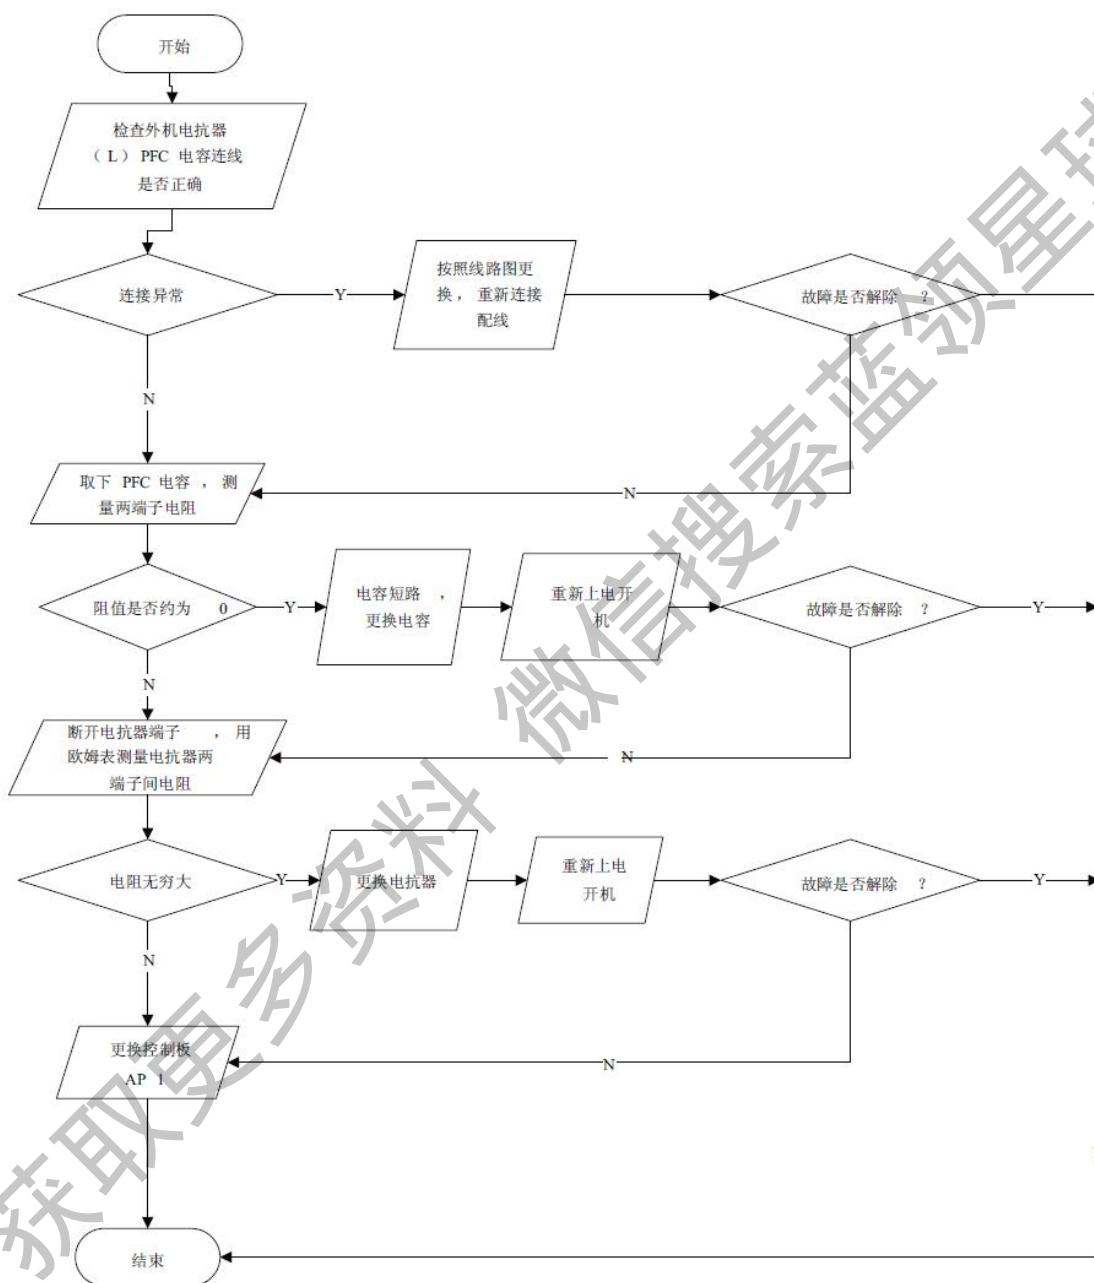 开始
检查外机电抗器
（L） PFC 电容连线
是否正确
连接异常
Y
按照线路图更
换，重新连接
配线
故障是否解除 ？
N
取下 PFC 电容 ，测
量两端子电阻
N
阻值是否约为 0
Y
电容短路 ，
更换电容
重新上电开
机
故障是否解除 ？
Y
N
断开电抗器端子 ，用
欧姆表测量电抗器两
端子间电阻
N
电阻无穷大
Y
更换电抗器
重新上电
开机
故障是否解除 ？
Y
N
更换控制板
AP 1
N
结束
获取更多资料 微信搜索蓝领星球